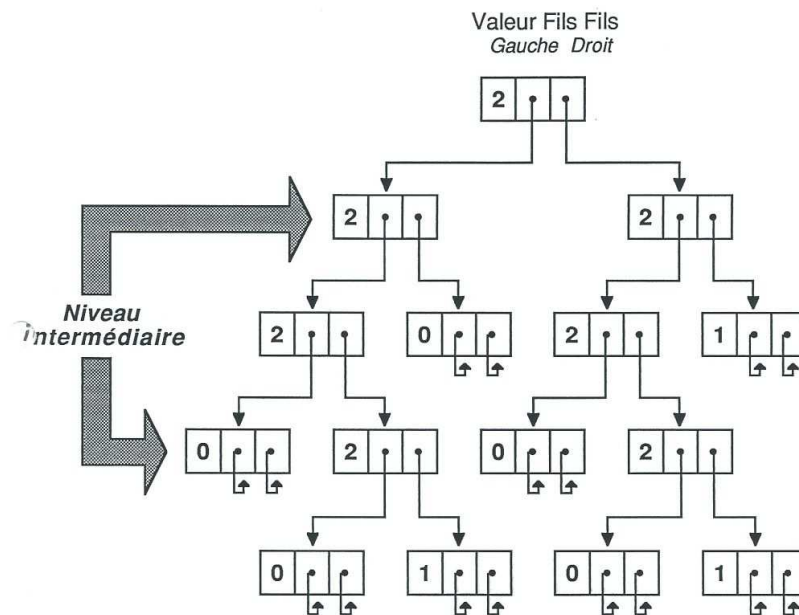 Valeur Fils Fils
Gauche Droit
2
2 2
Niveau
intermédiaire
2 0 2 1
0 2 0 2
0 1 0 1